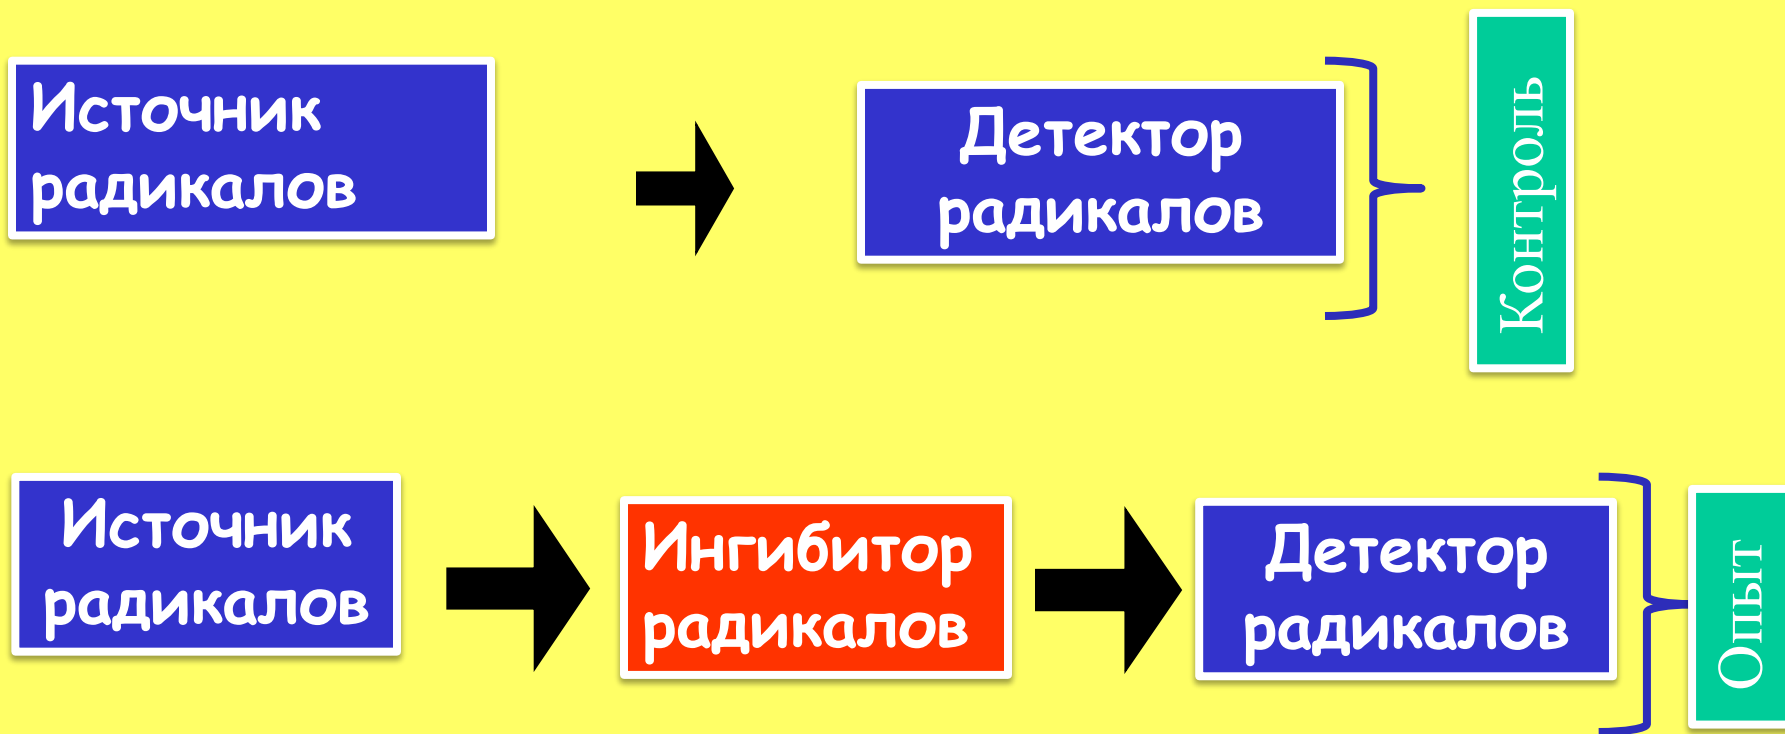 Источник
радикалов
Детектор
радикалов
Контроль
Источник
радикалов
Ингибитор
радикалов
Детектор
радикалов
Опыт